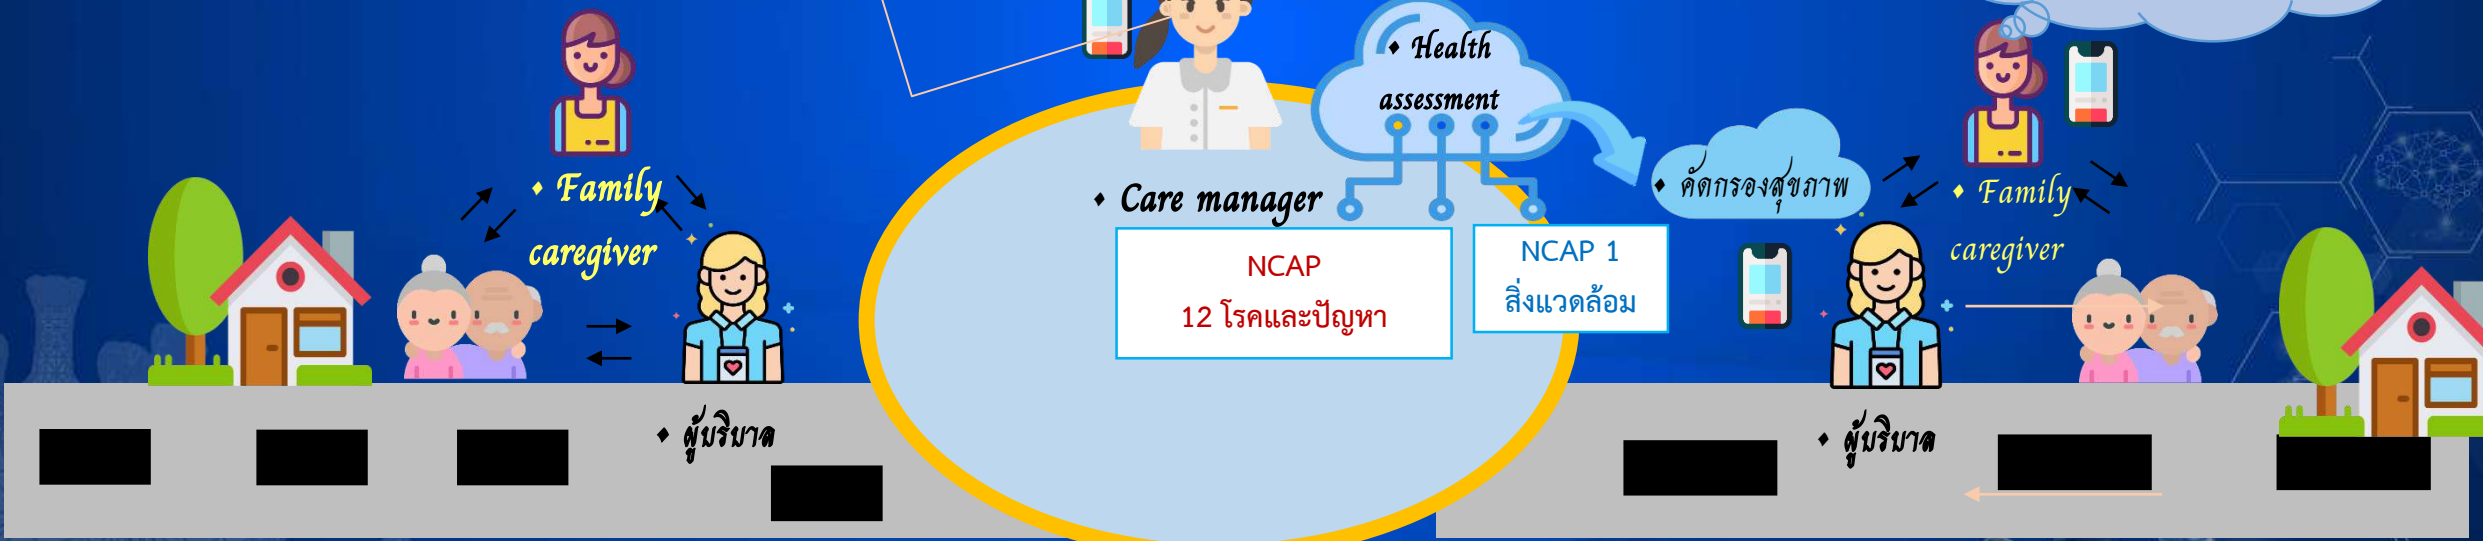 ♦ Family
caregiver
♦ ผู้บริบาล
♦ Care manager
♦ Health
assessment
NCAP
12 โรคและปัญหา
NCAP 1
สิ่งแวดล้อม
♦ คัดกรองสุขภาพ
♦ Family
caregiver
♦ ผู้บริบาล